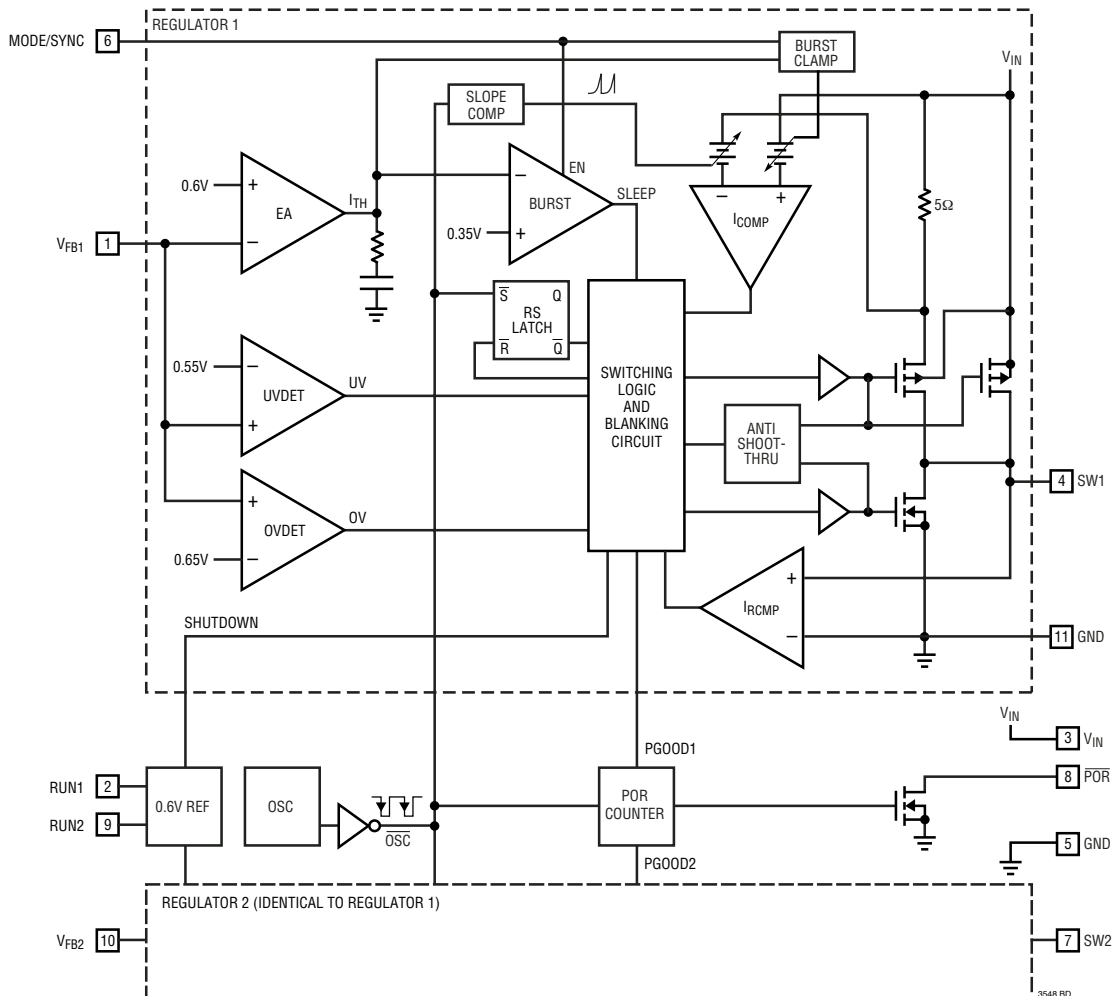 REGULATOR 1
MODE/SYNC 6
BURST
CLAMP
VIN
SLOPE
COMP
0.6V
+
EA
−
ITH
VFB1 1
−
EN
BURST
SLEEP
0.35V
+
−
+
ICOMP
5Ω
S̅ Q
RS
LATCH
R̅ Q̅
0.55V
−
UVDET
+
UV
SWITCHING
LOGIC
AND
BLANKING
CIRCUIT
ANTI
SHOOT-
THRU
4 SW1
+
OVDET
−
0.65V
OV
+
IRCMP
−
SHUTDOWN
11 GND
VIN
3 VIN
PGOOD1
RUN1 2
RUN2 9
0.6V REF
OSC
O̅S̅C̅
POR
COUNTER
8 P̅O̅R̅
5 GND
PGOOD2
REGULATOR 2 (IDENTICAL TO REGULATOR 1)
VFB2 10
7 SW2
3548 BD